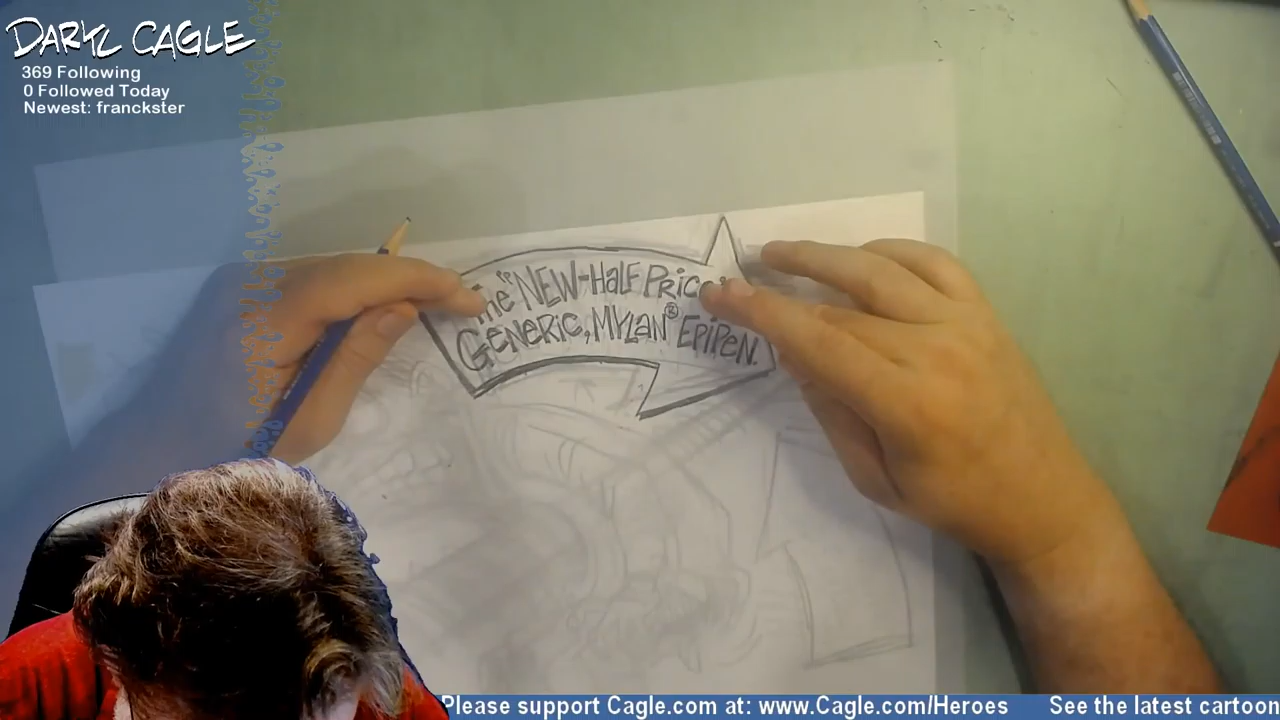 DARYL CAGLE
369 Following
0 Followed Today
Newest: franckster
The "NEW-HALF PRICE"
GENERIC, MYLAN® EPIPEN.
Please support Cagle.com at: www.Cagle.com/Heroes See the latest cartoon